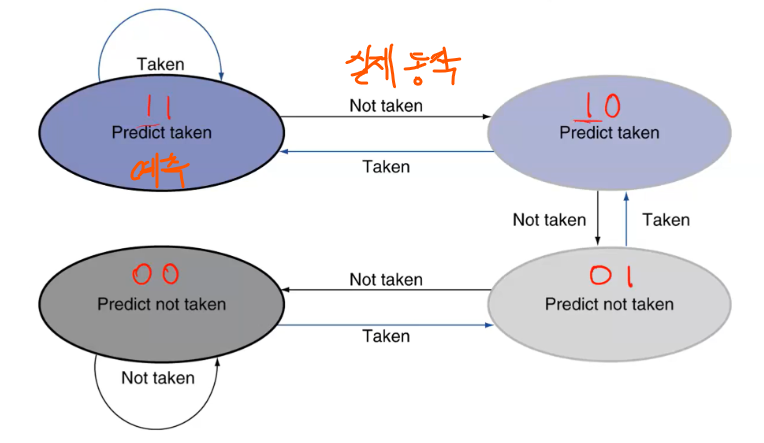 Taken
실제 동작
11
Predict taken
예측
Not taken
Taken
10
Predict taken
Not taken
Taken
00
Predict not taken
Not taken
Taken
01
Predict not taken
Not taken